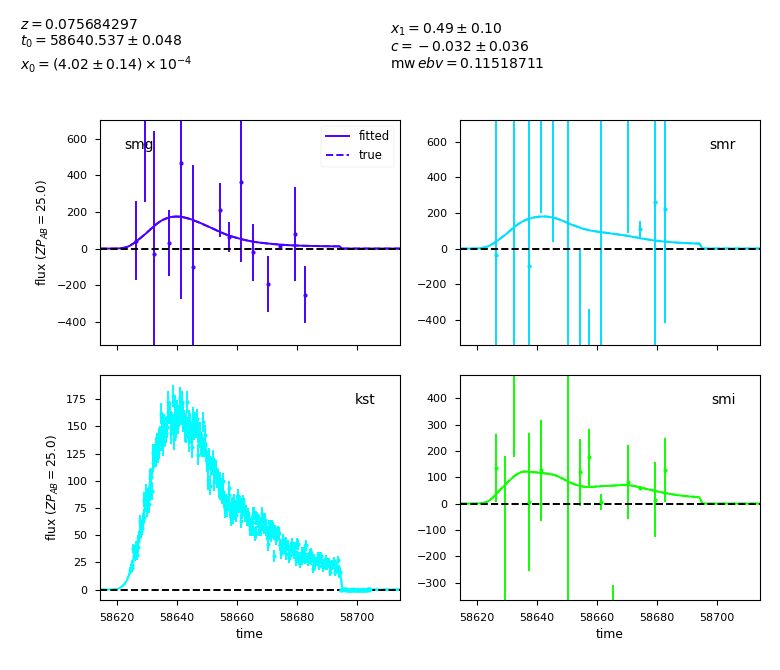 z = 0.075684297
t₀ = 58640.537 ± 0.048
x₀ = (4.02 ± 0.14) × 10⁻⁴
x₁ = 0.49 ± 0.10
c = −0.032 ± 0.036
mw ebv = 0.11518711
smg
fitted
true
600
400
200
0
−200
−400
flux (ZP_AB = 25.0)
smr
600
400
200
0
−200
−400
kst
175
150
125
100
75
50
25
0
flux (ZP_AB = 25.0)
58620 58640 58660 58680 58700
time
smi
400
300
200
100
0
−100
−200
−300
58620 58640 58660 58680 58700
time